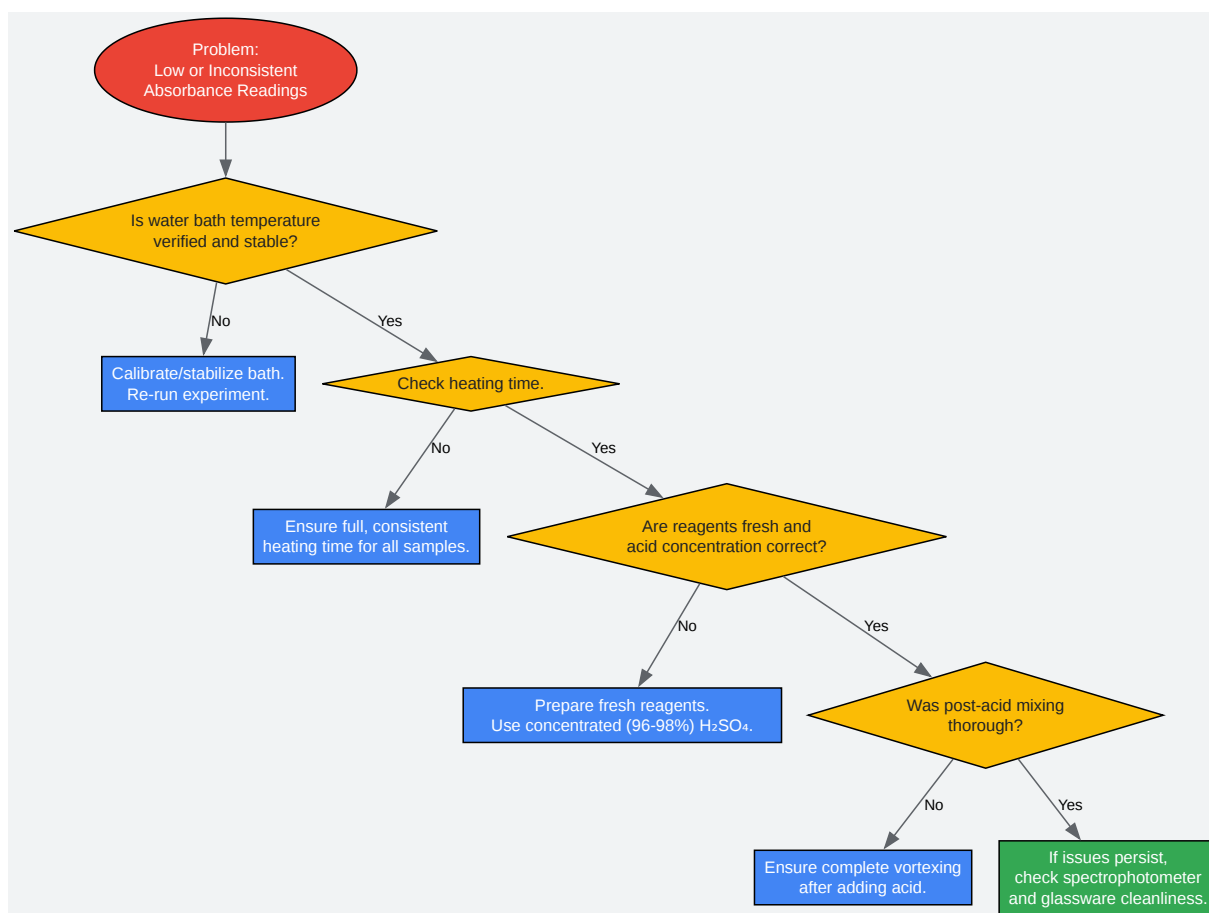 Problem:
Low or Inconsistent
Absorbance Readings
Is water bath temperature
verified and stable?
No
Yes
Calibrate/stabilize bath.
Re-run experiment.
Check heating time.
No
Yes
Ensure full, consistent
heating time for all samples.
Are reagents fresh and
acid concentration correct?
No
Yes
Prepare fresh reagents.
Use concentrated (96-98%) H₂SO₄.
Was post-acid mixing
thorough?
No
Yes
Ensure complete vortexing
after adding acid.
If issues persist,
check spectrophotometer
and glassware cleanliness.